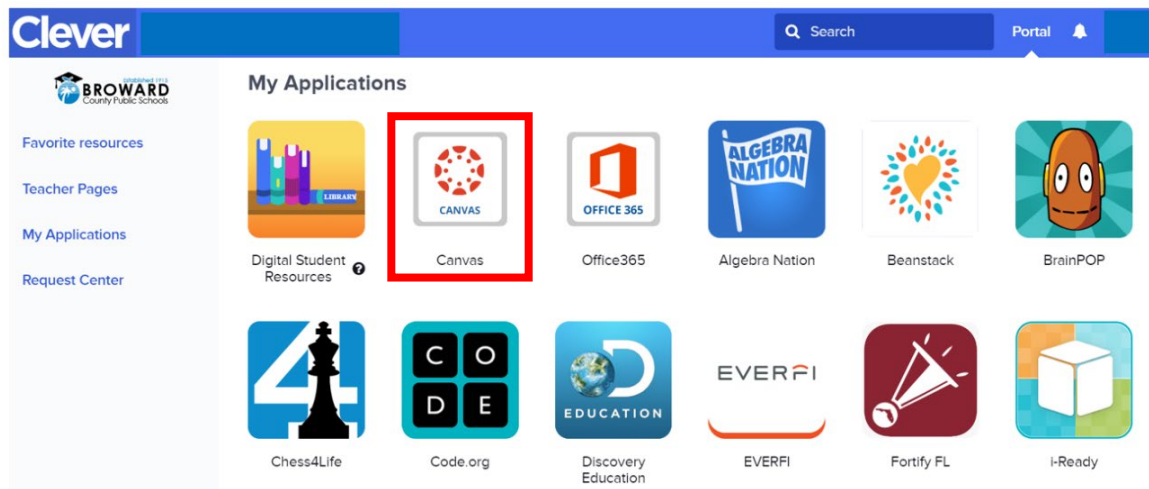 Clever
Search
Portal
Established 1915
BROWARD
County Public Schools
My Applications
Favorite resources
Teacher Pages
My Applications
Request Center
LIBRARY
CANVAS
OFFICE 365
ALGEBRA
NATION
Digital Student
Resources
?
Canvas
Office365
Algebra Nation
Beanstack
BrainPOP
4
C O
D E
D
EDUCATION
EVERFI
Chess4Life
Code.org
Discovery
Education
EVERFI
Fortify FL
i-Ready